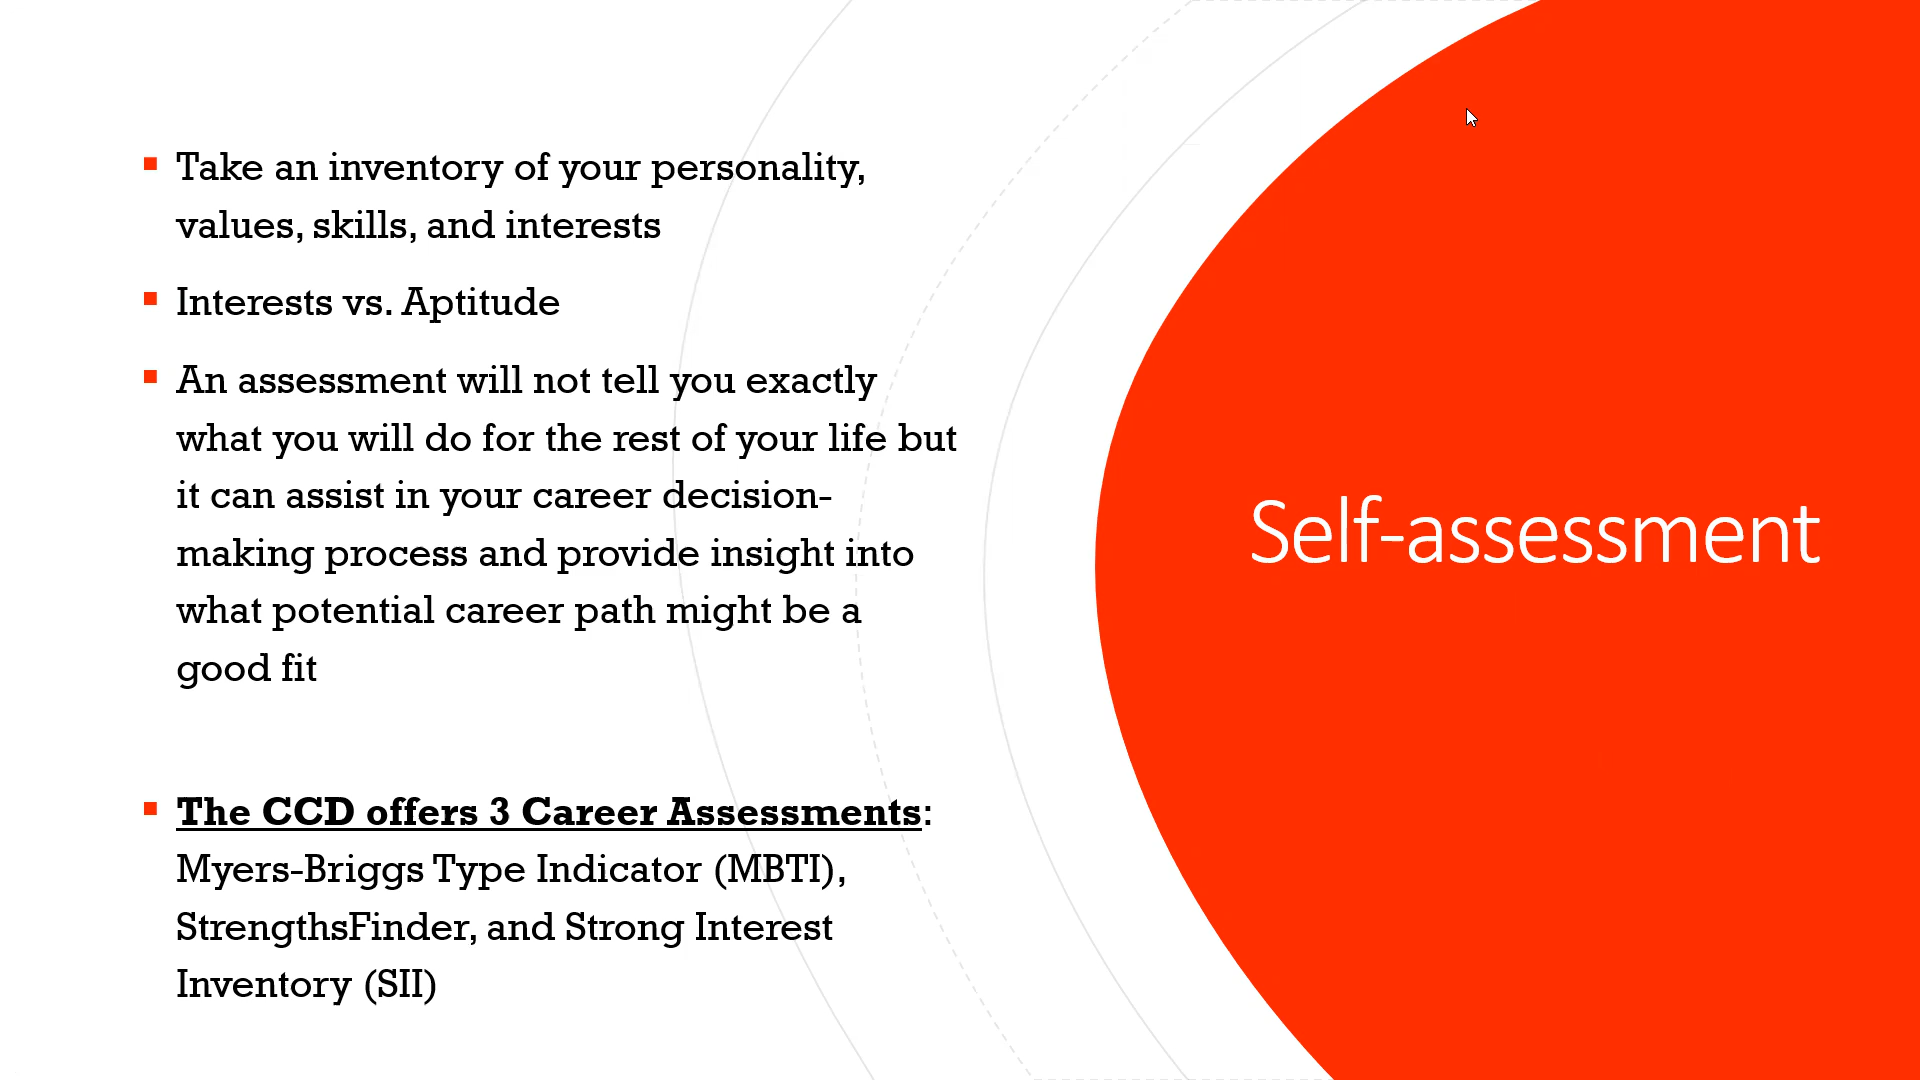 Take an inventory of your personality,
values, skills, and interests
Interests vs. Aptitude
An assessment will not tell you exactly
what you will do for the rest of your life but
it can assist in your career decision-
making process and provide insight into
what potential career path might be a
good fit
The CCD offers 3 Career Assessments:
Myers-Briggs Type Indicator (MBTI),
StrengthsFinder, and Strong Interest
Inventory (SII)
Self-assessment